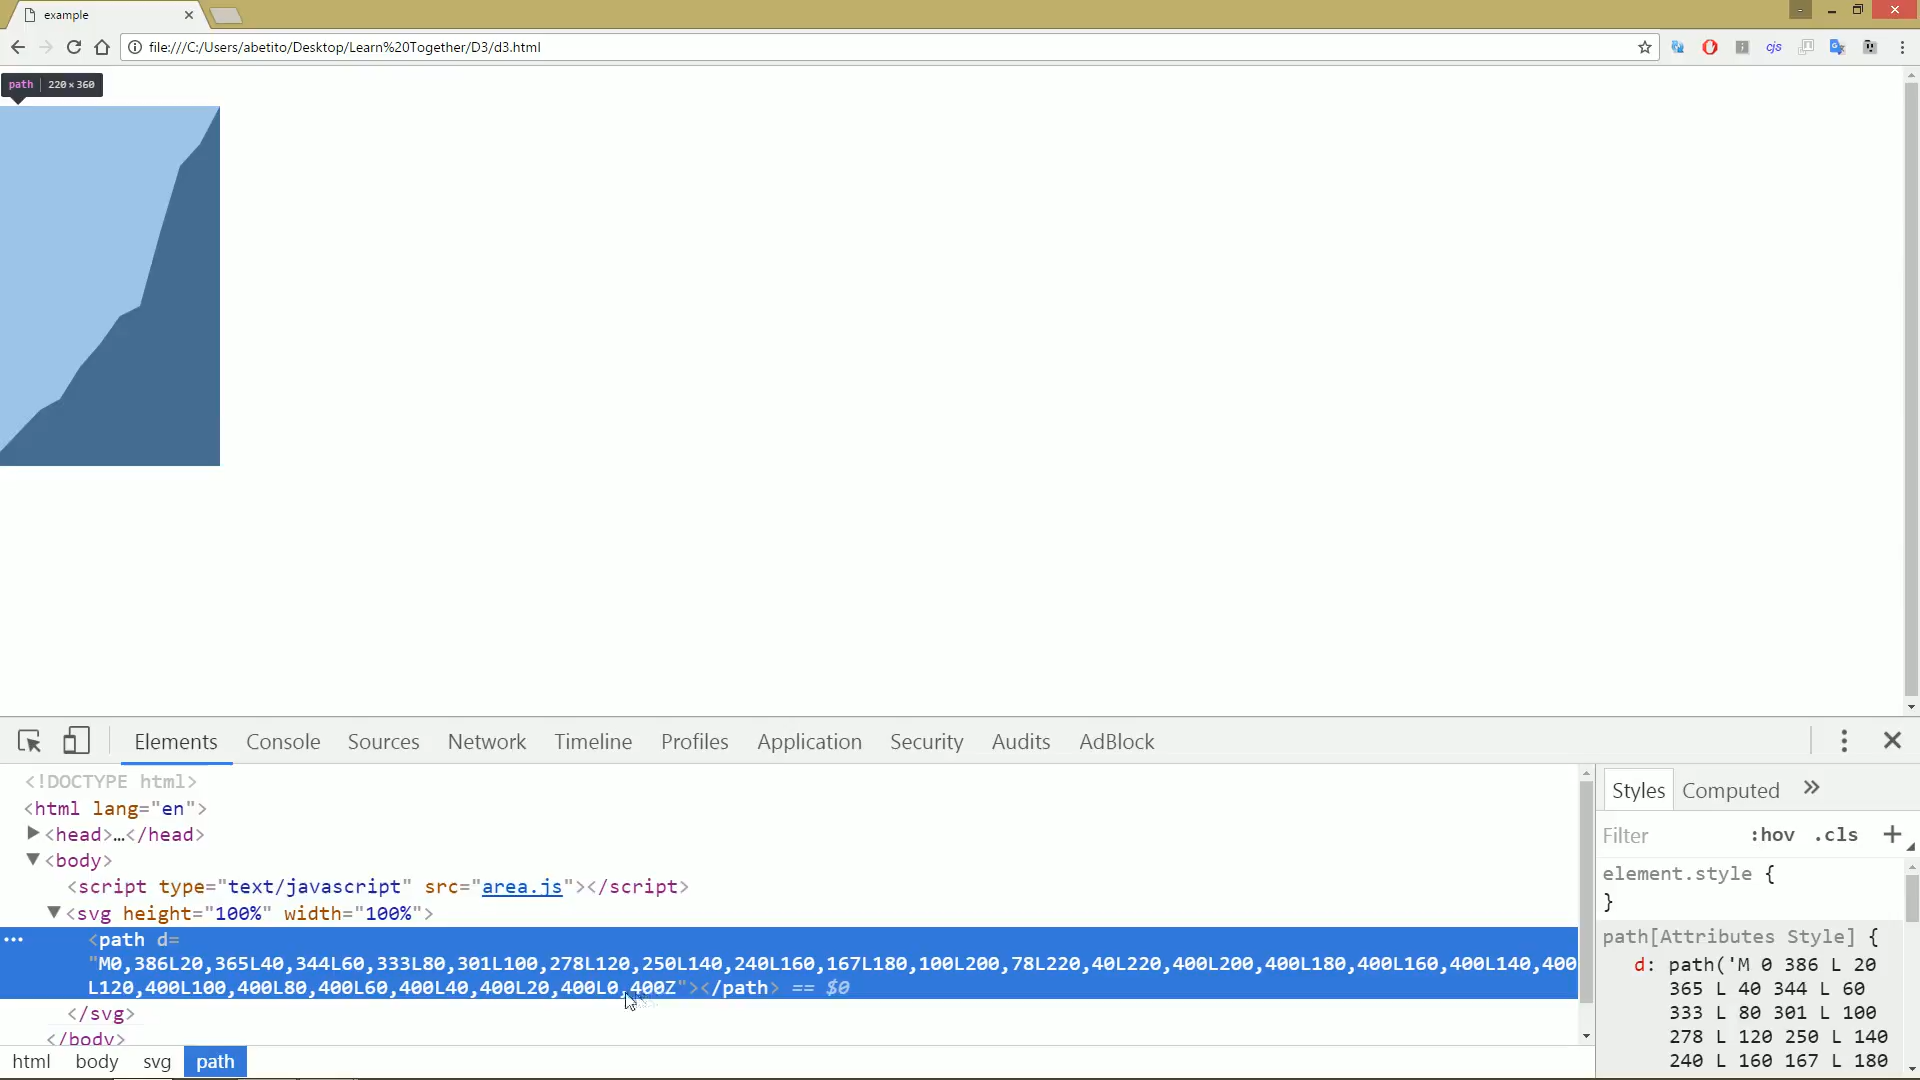 example
file:///C:/Users/abetito/Desktop/Learn%20Together/D3/d3.html
cjs
path | 220×360
Elements Console Sources Network Timeline Profiles Application Security Audits AdBlock
<!DOCTYPE html>
<html lang="en">
<head>…</head>
<body>
<script type="text/javascript" src="area.js"></script>
<svg height="100%" width="100%">
<path d=
"M0,386L20,365L40,344L60,333L80,301L100,278L120,250L140,240L160,167L180,100L200,78L220,40L220,400L200,400L180,400L160,400L140,400
L120,400L100,400L80,400L60,400L40,400L20,400L0,400Z"></path> == $0
</svg>
</body>
html body svg path
Styles Computed »
Filter :hov .cls +
element.style {
}
path[Attributes Style] {
d: path('M 0 386 L 20
365 L 40 344 L 60
333 L 80 301 L 100
278 L 120 250 L 140
240 L 160 167 L 180